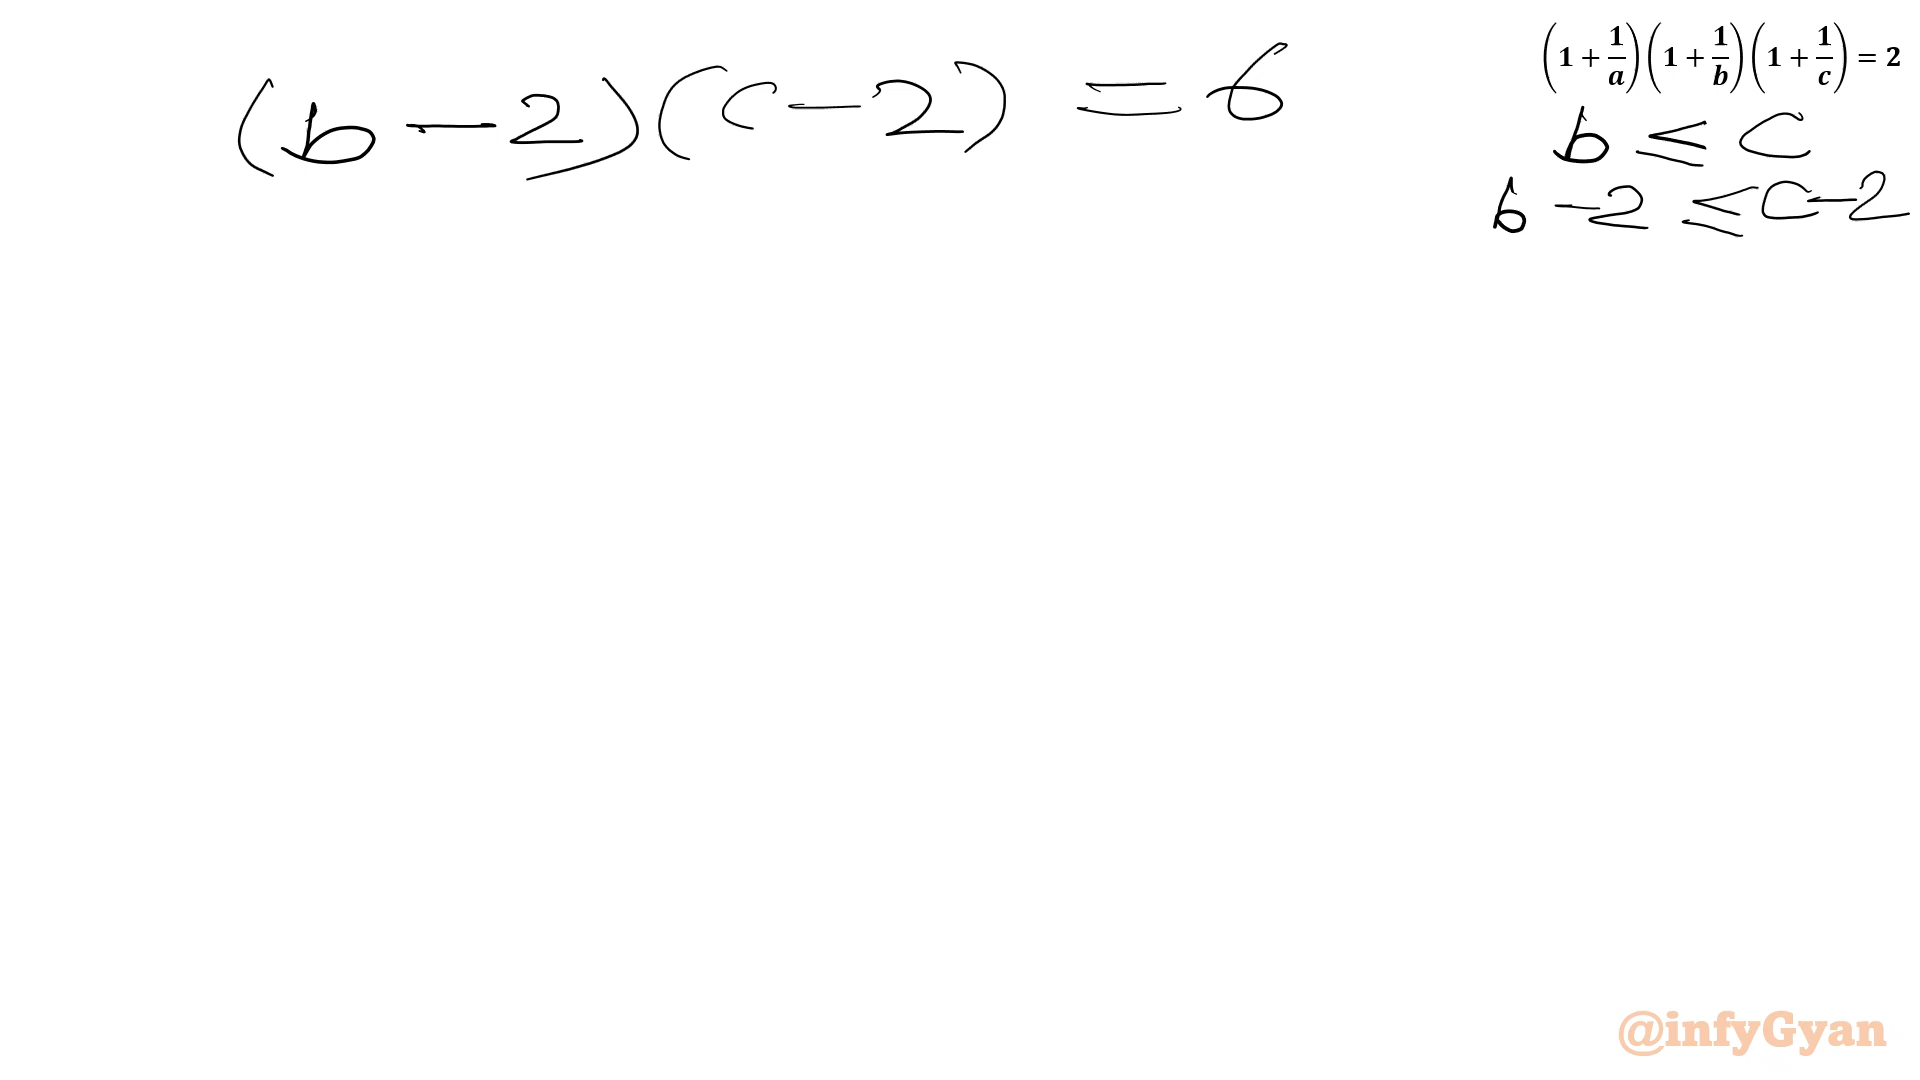 (b - 2)(c - 2) = 6
(1 + 1/a)(1 + 1/b)(1 + 1/c) = 2
b ≤ c
b - 2 ≤ c - 2
@infyGyan